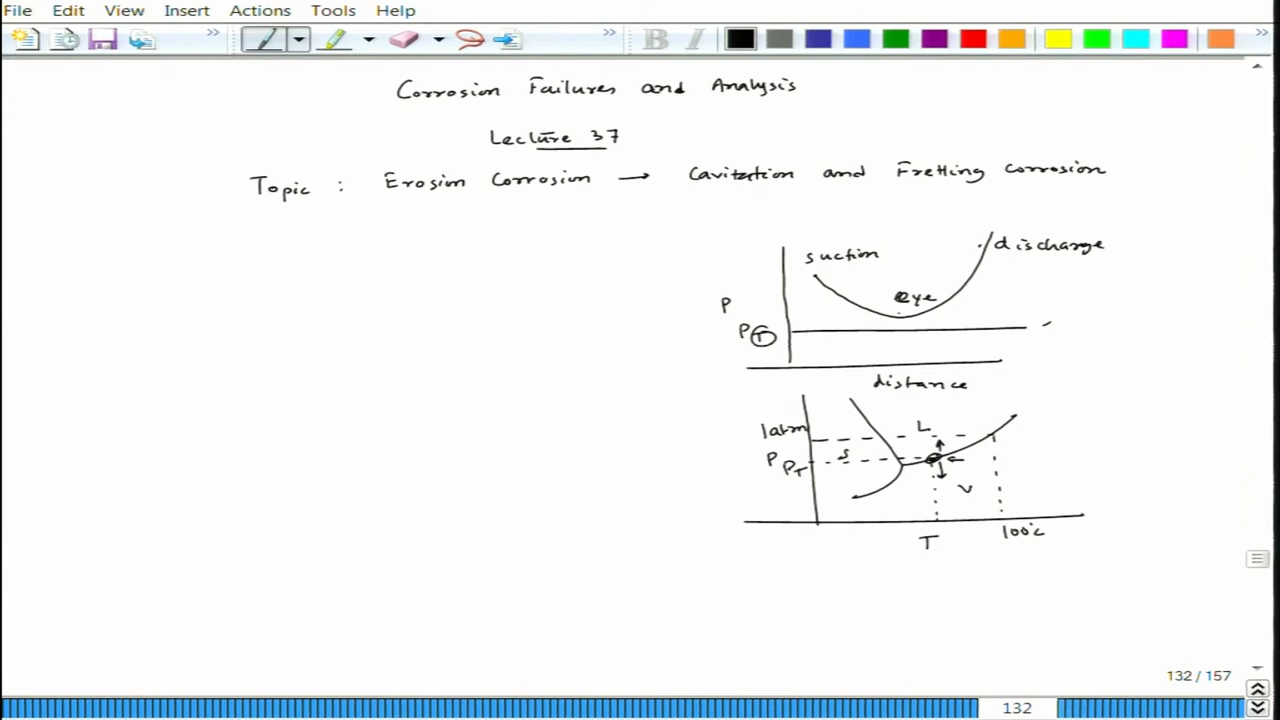 File Edit View Insert Actions Tools Help
B I
Corrosion Failures and Analysis
Lecture 37
Topic : Erosion Corrosion → Cavitation and Fretting corrosion
suction
discharge
eye
P
P T
distance
1atm
L
P
PT
S
V
T
100°C
132 / 157
132